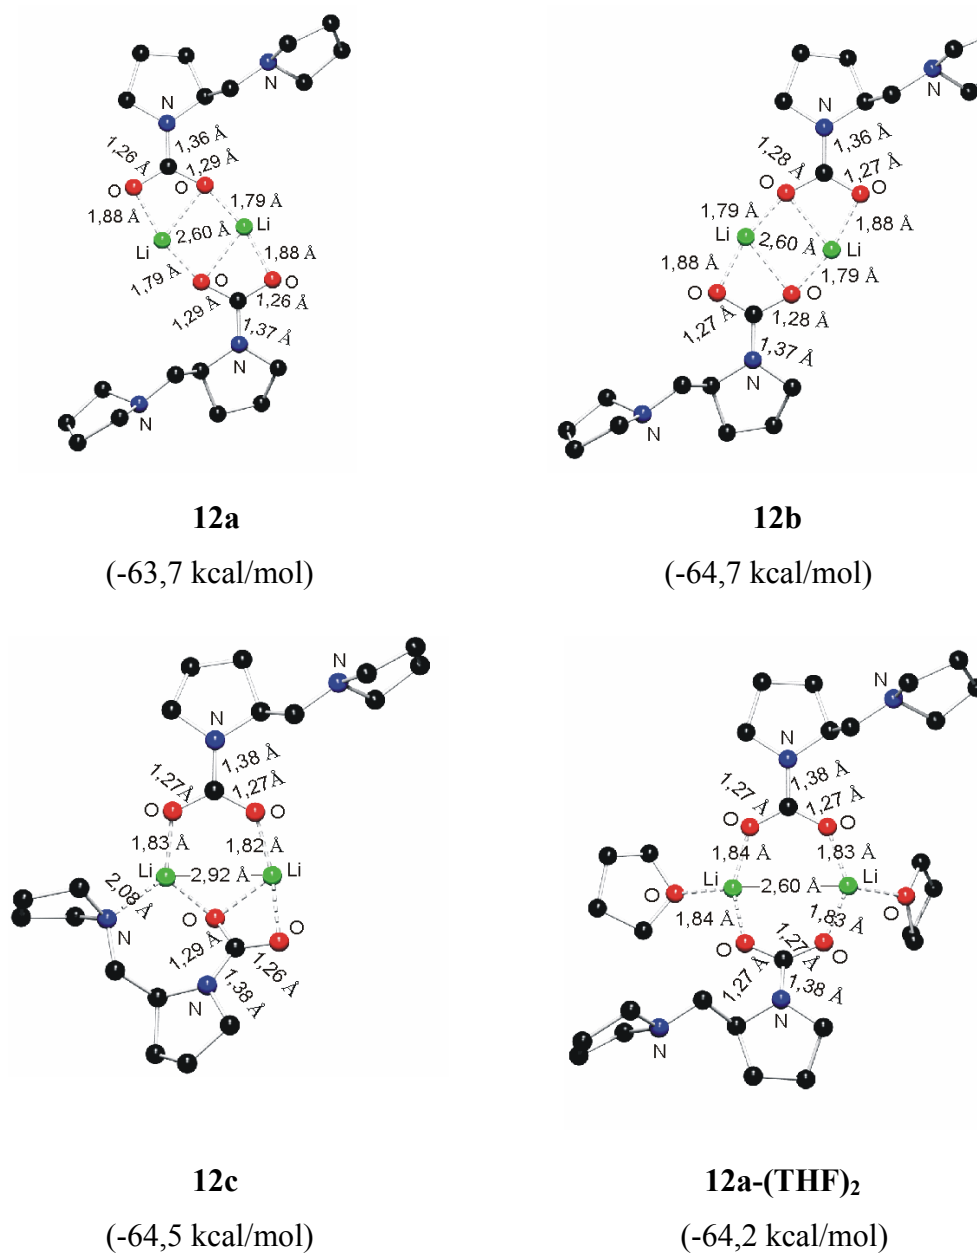 N
N
N
N
1,36 Å
1,36 Å
1,26 Å
1,29 Å
1,28 Å
1,27 Å
O
O
O
O
1,88 Å
1,79 Å
1,79 Å
1,88 Å
2,60 Å
2,60 Å
Li
Li
Li
Li
1,79 Å
1,88 Å
1,88 Å
1,79 Å
O
O
O
O
1,29 Å
1,26 Å
1,27 Å
1,28 Å
1,37 Å
1,37 Å
N
N
N
N
12a
12b
(-63,7 kcal/mol)
(-64,7 kcal/mol)
N
N
N
N
1,38 Å
1,38 Å
1,27Å
1,27Å
1,27
1,27 Å
O
O
O
O
1,83 Å
1,82 Å
1,84 Å
1,83 Å
Li
2,92 Å
Li
Li
2,60 Å
Li
O
O
2,08 Å
N
O
O
1,84 Å
1,83 Å
O
O
1,29 Å
1,26 Å
1,27 Å
1,27 Å
1,38 Å
1,38 Å
N
N
N
12c
12a-(THF)₂
(-64,5 kcal/mol)
(-64,2 kcal/mol)